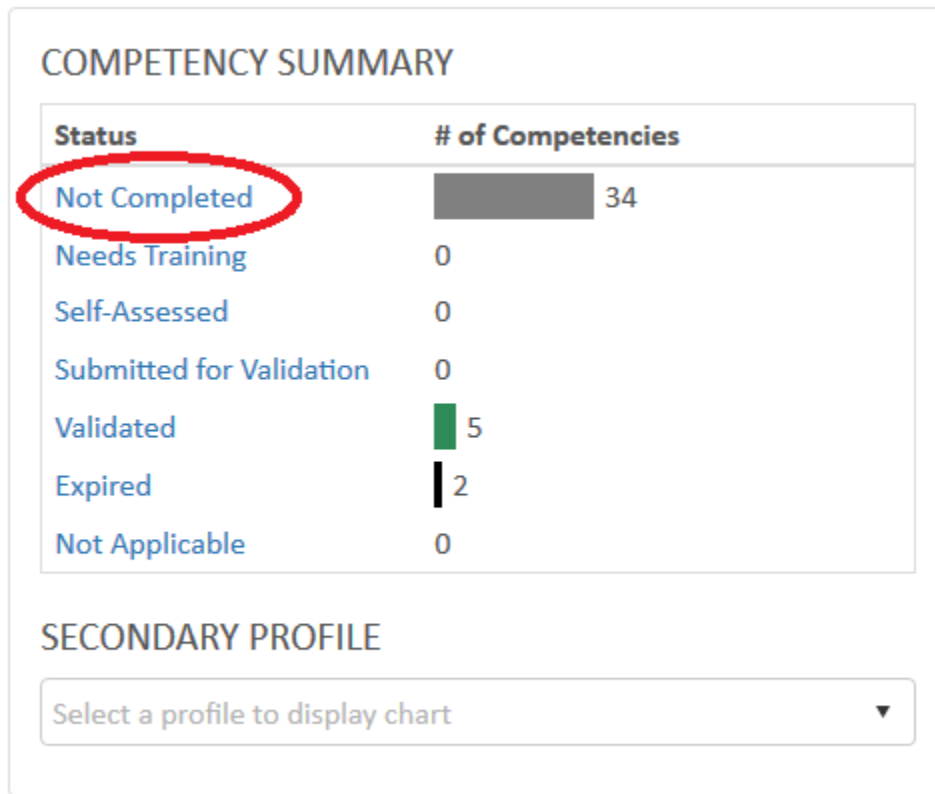 COMPETENCY SUMMARY
Status # of Competencies
Not Completed 34
Needs Training 0
Self-Assessed 0
Submitted for Validation 0
Validated 5
Expired 2
Not Applicable 0
SECONDARY PROFILE
Select a profile to display chart